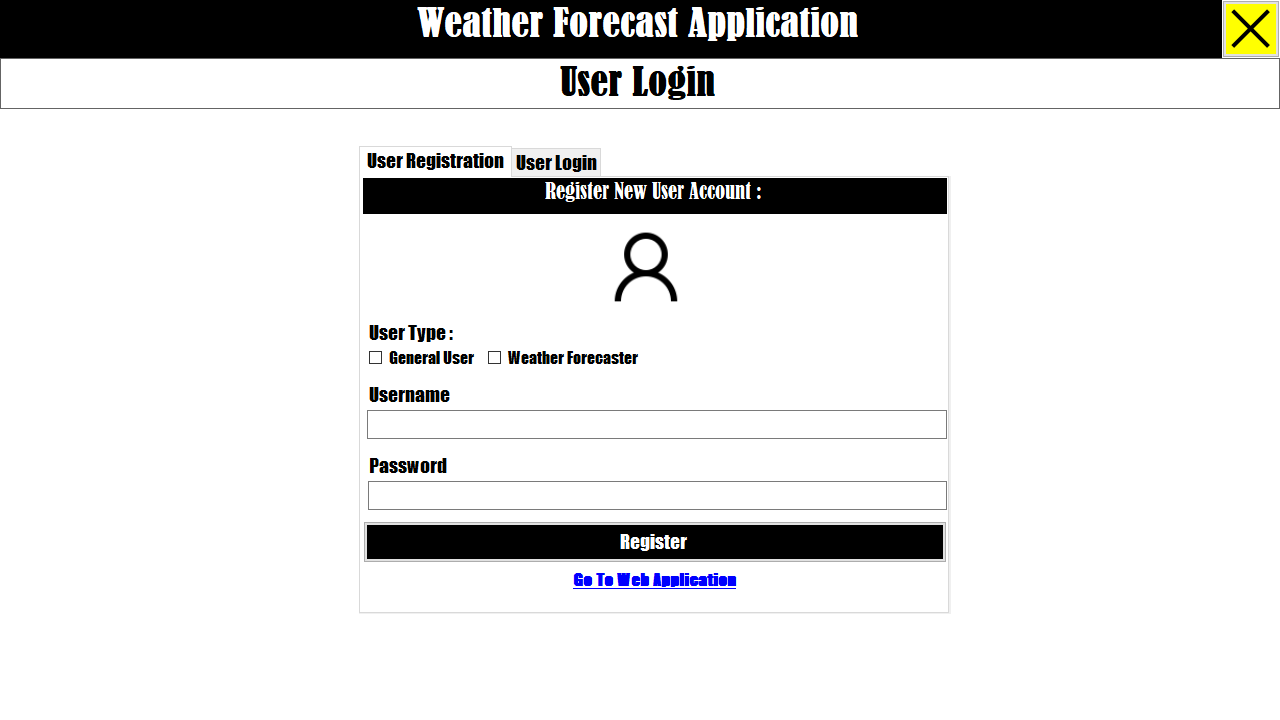 Weather Forecast Application
User Login
User Registration User Login
Register New User Account :
User Type :
General User Weather Forecaster
Username
Password
Register
Go To Web Application